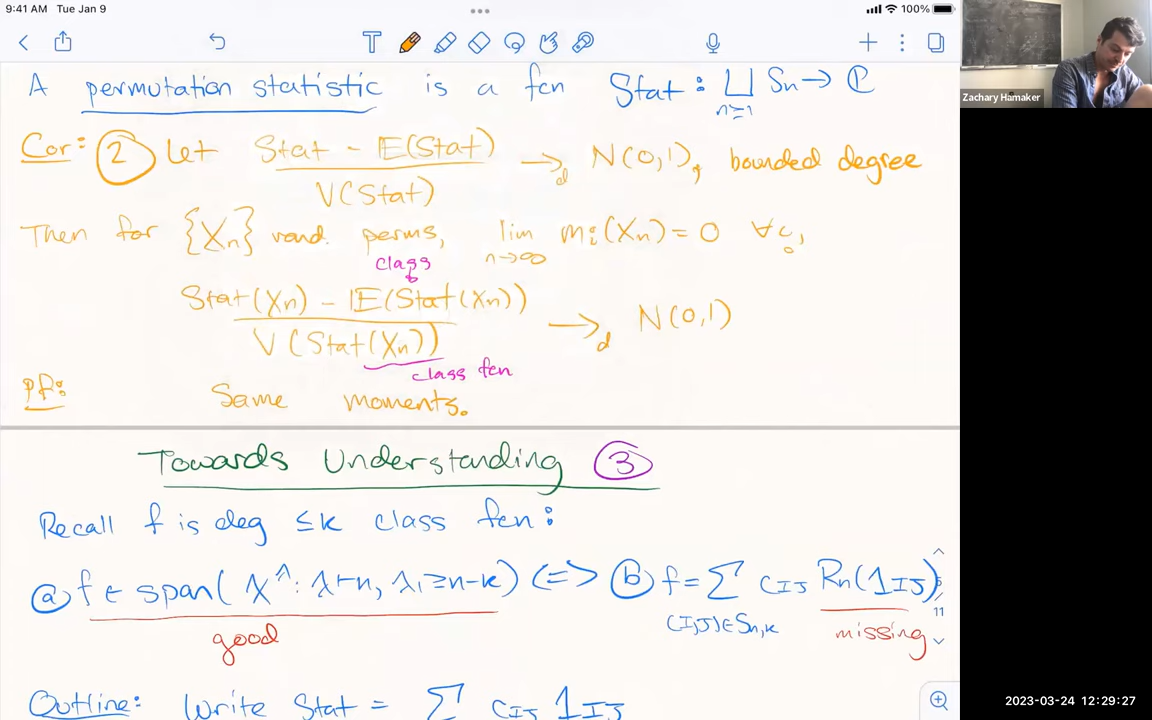 9:41 AM Tue Jan 9 100%
Zachary Hamaker
A permutation statistic is a fcn Stat: ⨆ Sn → ℂ
n≥1
Cor: ② Let Stat - E(Stat) / V(Stat) →d N(0,1), bounded degree
Then for {Xn} rand. perms, lim n→∞ mi(Xn) = 0 ∀ i,
class
Stat(Xn) - E(Stat(Xn)) / V(Stat(Xn)) →d N(0,1)
class fcn
Pf: Same moments.
Towards Understanding ③
Recall f is deg ≤k class fcn:
ⓐ f ∈ span(χ^λ: λ⊢n, λ₁≥n-k) (=> ⓑ f = Σ cIJ Rn(1IJ)
(I,J)∈Sn,k
good missing
11
Outline: Write Stat = Σ cIJ 1IJ
2023-03-24 12:29:27